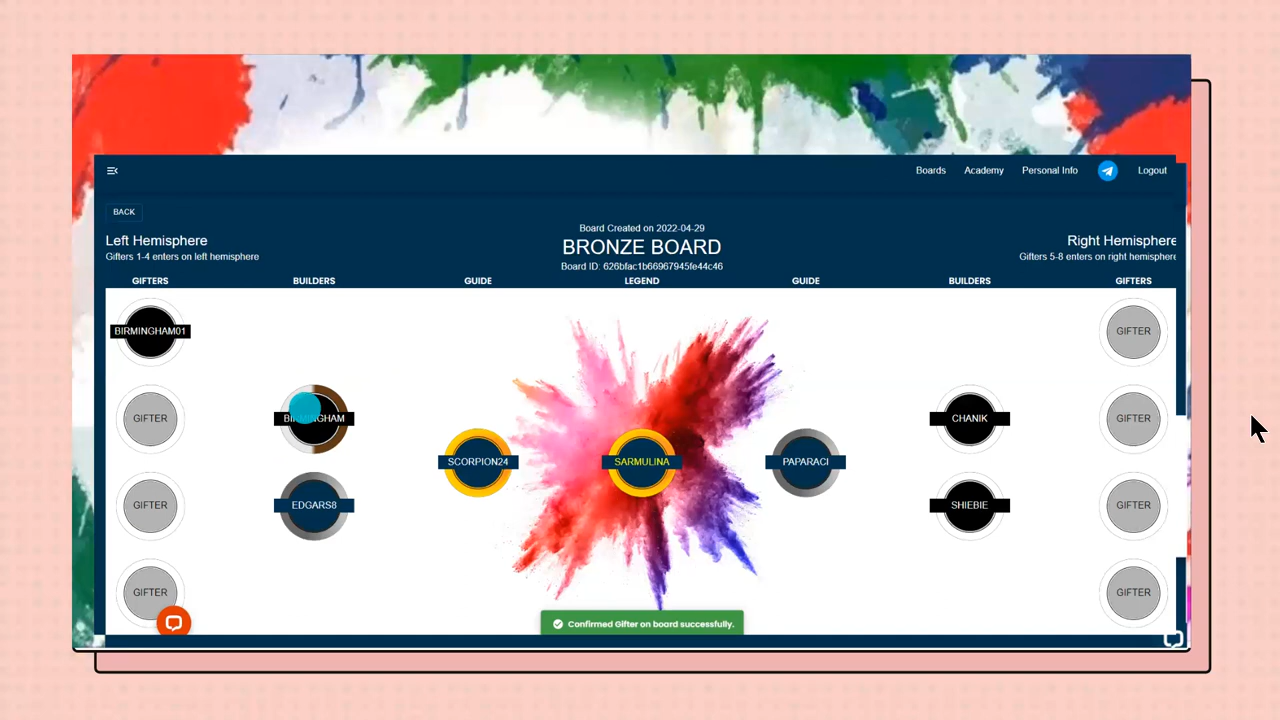 Boards
Academy
Personal Info
Logout
BACK
Left Hemisphere
Gifters 1-4 enters on left hemisphere
Board Created on 2022-04-29
BRONZE BOARD
Board ID: 626bfac1b66967945fe44c46
Right Hemisphere
Gifters 5-8 enters on right hemisphere
GIFTERS
BUILDERS
GUIDE
LEGEND
GUIDE
BUILDERS
GIFTERS
BIRMINGHAM01
GIFTER
GIFTER
BIRMINGHAM
CHANIK
GIFTER
SCORPION24
SARMULINA
PAPARACI
GIFTER
EDGARS8
SHIEBIE
GIFTER
GIFTER
GIFTER
Confirmed Gifter on board successfully.